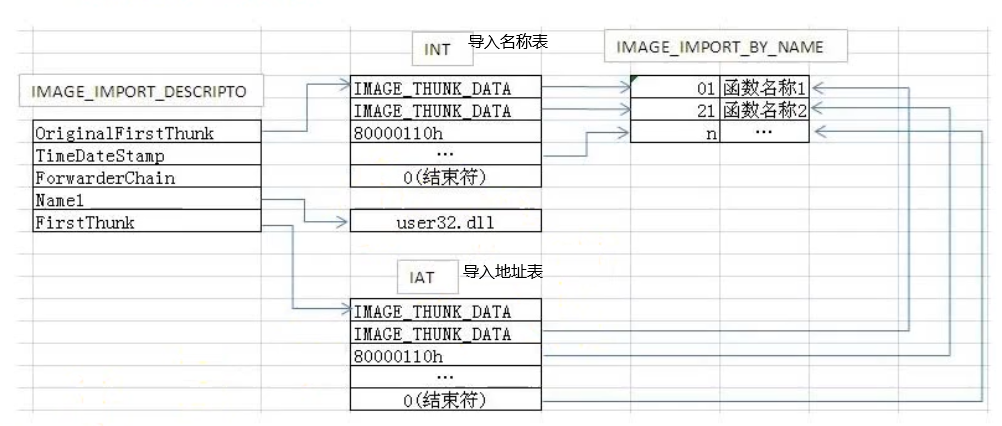 INT 导入名称表 IMAGE_IMPORT_BY_NAME
IMAGE_IMPORT_DESCRIPTO
IMAGE_THUNK_DATA 01 函数名称1
IMAGE_THUNK_DATA 21 函数名称2
OriginalFirstThunk 80000110h n …
TimeDateStamp …
ForwarderChain 0(结束符)
Name1
FirstThunk user32.dll
IAT 导入地址表
IMAGE_THUNK_DATA
IMAGE_THUNK_DATA
80000110h
…
0(结束符)